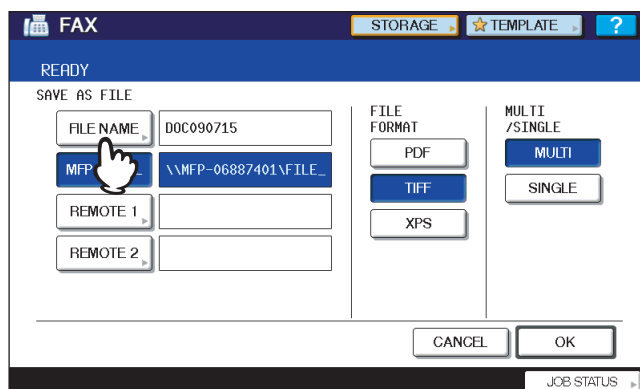 FAX
STORAGE
TEMPLATE
?
READY
SAVE AS FILE
FILE NAME
DOC090715
MFP
\\MFP-06887401\FILE_
REMOTE 1
REMOTE 2
FILE
FORMAT
PDF
TIFF
XPS
MULTI
/SINGLE
MULTI
SINGLE
CANCEL
OK
JOB STATUS